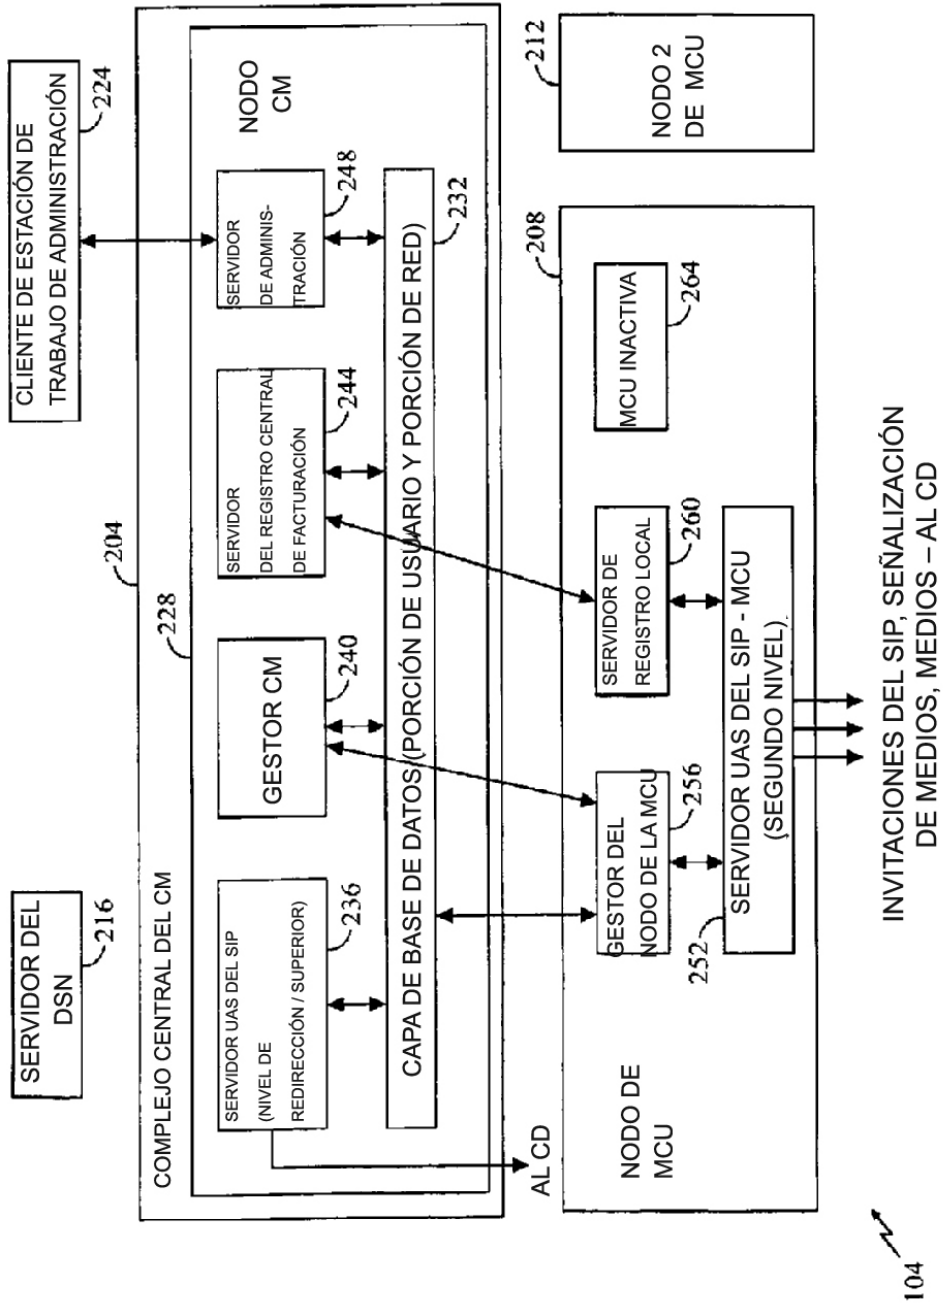 SERVIDOR DEL
DSN
216
CLIENTE DE ESTACIÓN DE
TRABAJO DE ADMINISTRACIÓN
224
204
COMPLEJO CENTRAL DEL CM
228
NODO
CM
SERVIDOR UAS DEL SIP
(NIVEL DE
REDIRECCIÓN / SUPERIOR)
236
GESTOR CM
240
SERVIDOR
DEL REGISTRO CENTRAL
DE FACTURACIÓN
244
SERVIDOR
DE ADMINIS-
TRACIÓN
248
CAPA DE BASE DE DATOS (PORCIÓN DE USUARIO Y PORCIÓN DE RED)
232
AL CD
208
212
NODO 2
DE MCU
GESTOR DEL
NODO DE LA MCU
256
SERVIDOR DE
REGISTRO LOCAL
260
MCU INACTIVA
264
NODO DE
MCU
252
SERVIDOR UAS DEL SIP - MCU
(SEGUNDO NIVEL)
INVITACIONES DEL SIP, SEÑALIZACIÓN
DE MEDIOS, MEDIOS – AL CD
104